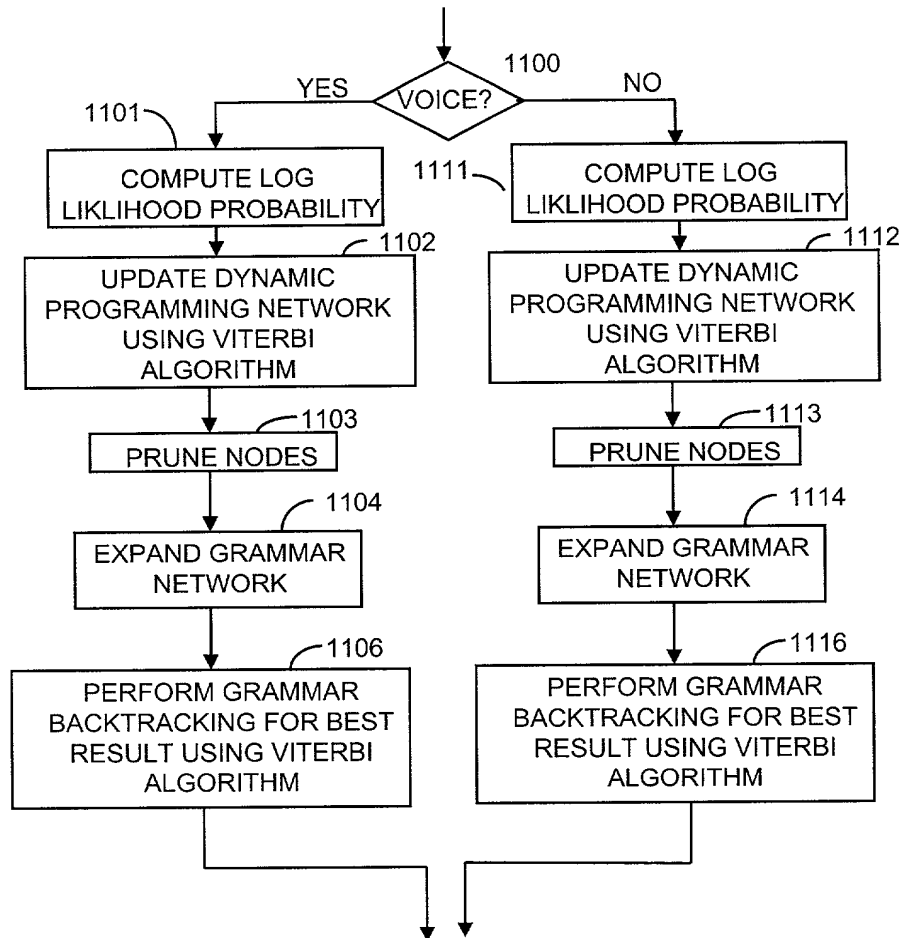 1100
YES
VOICE?
NO
1101
COMPUTE LOG
LIKLIHOOD PROBABILITY
1102
UPDATE DYNAMIC
PROGRAMMING NETWORK
USING VITERBI
ALGORITHM
1103
PRUNE NODES
1104
EXPAND GRAMMAR
NETWORK
1106
PERFORM GRAMMAR
BACKTRACKING FOR BEST
RESULT USING VITERBI
ALGORITHM
1111
COMPUTE LOG
LIKLIHOOD PROBABILITY
1112
UPDATE DYNAMIC
PROGRAMMING NETWORK
USING VITERBI
ALGORITHM
1113
PRUNE NODES
1114
EXPAND GRAMMAR
NETWORK
1116
PERFORM GRAMMAR
BACKTRACKING FOR BEST
RESULT USING VITERBI
ALGORITHM